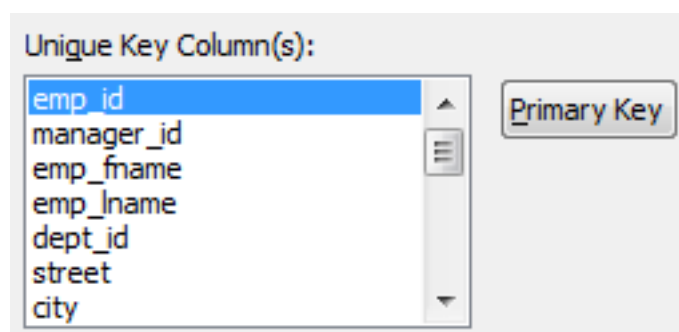 Unique Key Column(s):
emp_id
Primary Key
manager_id
emp_fname
emp_lname
dept_id
street
city